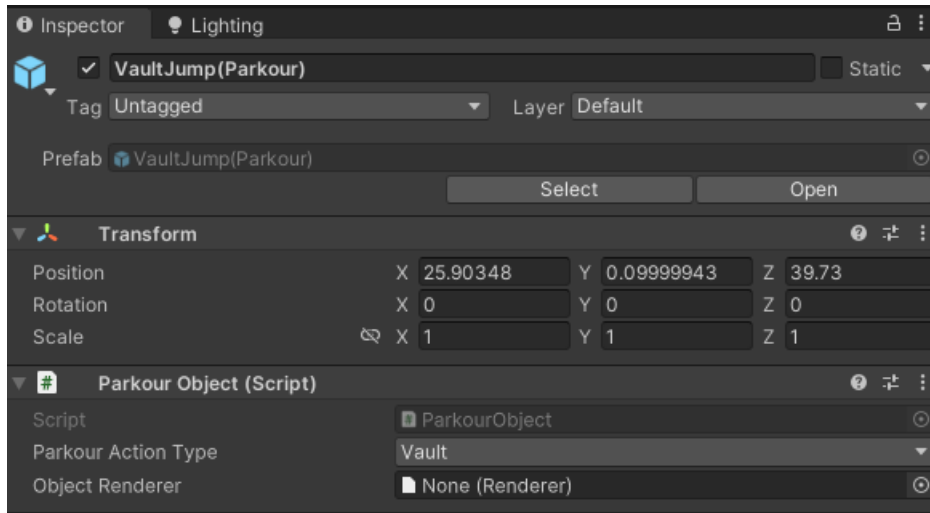 Inspector Lighting
VaultJump(Parkour) Static
Tag Untagged Layer Default
Prefab VaultJump(Parkour)
Select Open
Transform
Position X 25.90348 Y 0.09999943 Z 39.73
Rotation X 0 Y 0 Z 0
Scale X 1 Y 1 Z 1
# Parkour Object (Script)
Script # ParkourObject
Parkour Action Type Vault
Object Renderer None (Renderer)